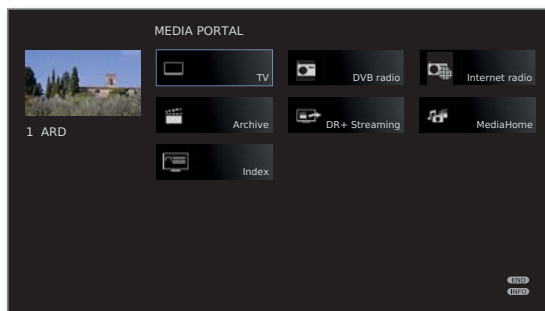 MEDIA PORTAL
TV
DVB radio
Internet radio
1 ARD
Archive
DR+ Streaming
MediaHome
Index
END
INFO